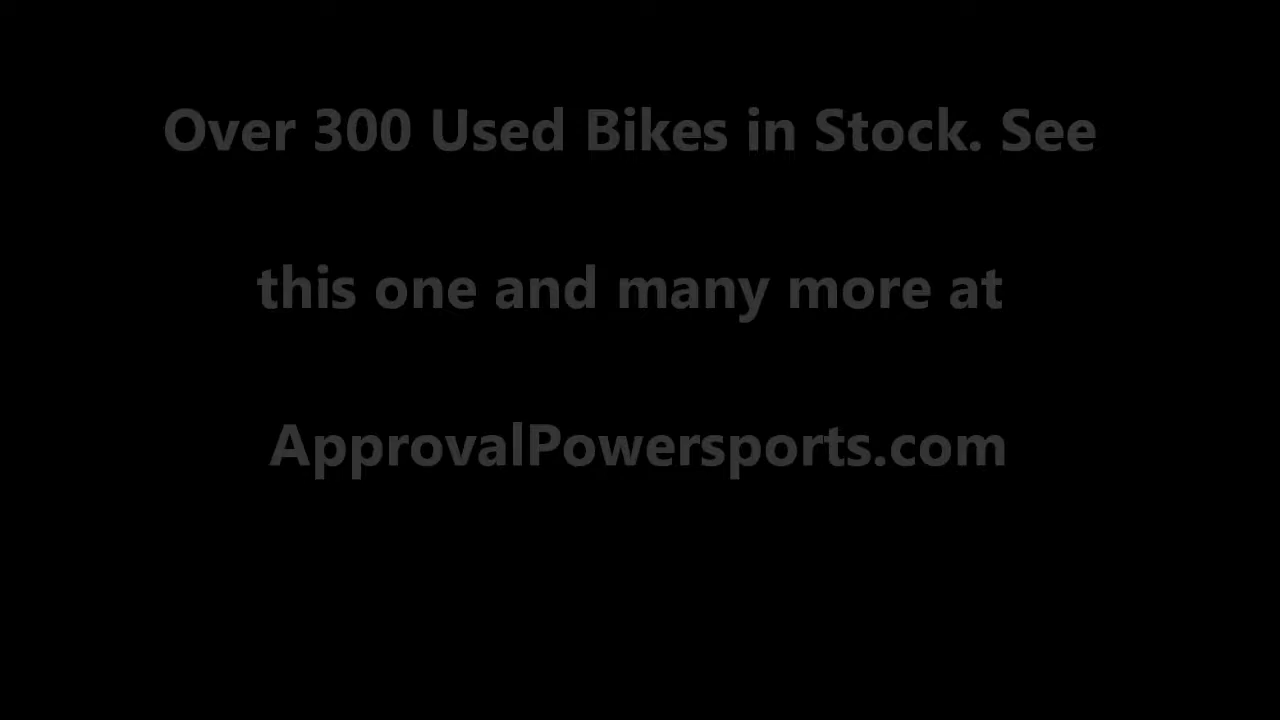 Over 300 Used Bikes in Stock. See
this one and many more at
ApprovalPowersports.com